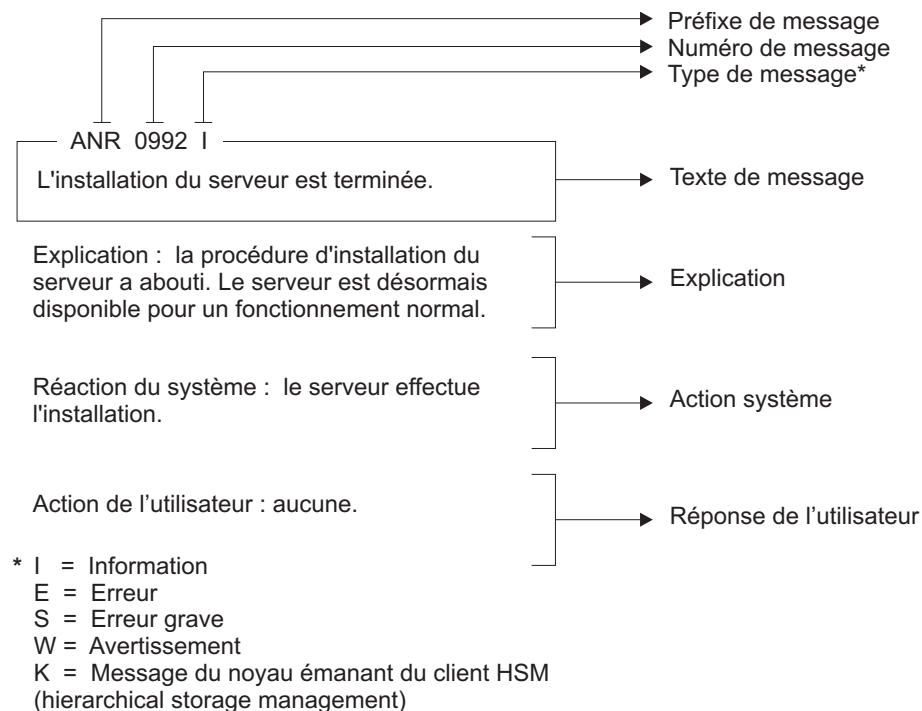 Préfixe de message
Numéro de message
Type de message*
ANR 0992 I
L'installation du serveur est terminée.
Texte de message
Explication : la procédure d'installation du
serveur a abouti. Le serveur est désormais
disponible pour un fonctionnement normal.
Explication
Réaction du système : le serveur effectue
l'installation.
Action système
Action de l’utilisateur : aucune.
Réponse de l’utilisateur
* I = Information
E = Erreur
S = Erreur grave
W = Avertissement
K = Message du noyau émanant du client HSM
(hierarchical storage management)